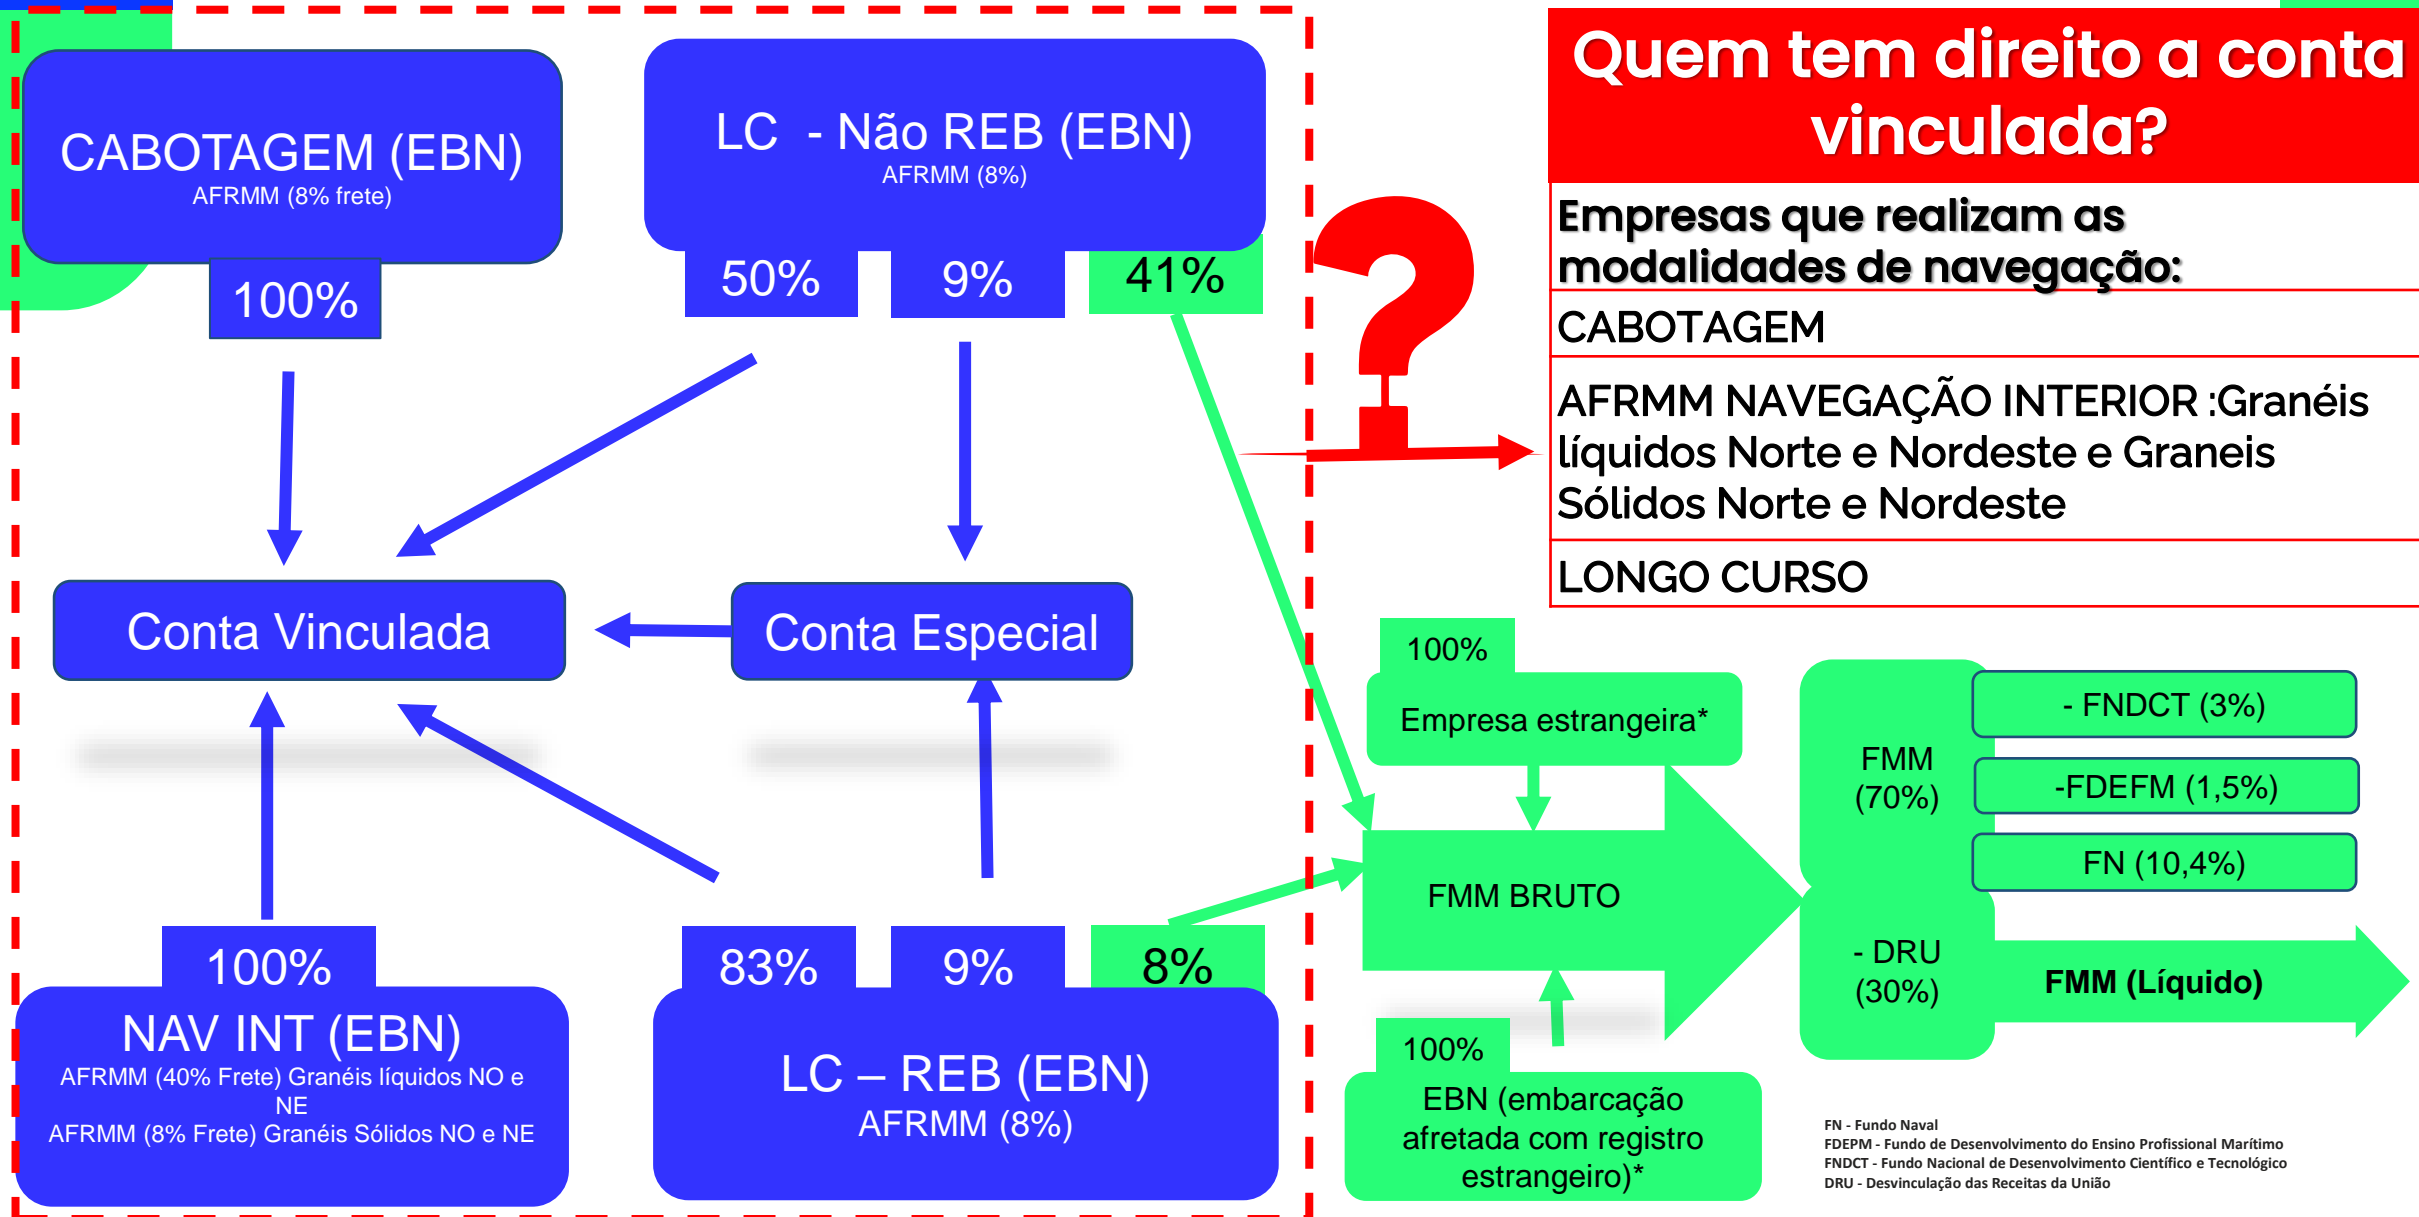 CABOTAGEM (EBN)
AFRMM (8% frete)
100%
LC - Não REB (EBN)
AFRMM (8%)
50%
9%
41%
Conta Vinculada
Conta Especial
100%
NAV INT (EBN)
AFRMM (40% Frete) Granéis líquidos NO e
NE
AFRMM (8% Frete) Granéis Sólidos NO e NE
83%
9%
8%
LC – REB (EBN)
AFRMM (8%)
?
Quem tem direito a conta
vinculada?
Empresas que realizam as
modalidades de navegação:
CABOTAGEM
AFRMM NAVEGAÇÃO INTERIOR :Granéis
líquidos Norte e Nordeste e Graneis
Sólidos Norte e Nordeste
LONGO CURSO
100%
Empresa estrangeira*
FMM BRUTO
100%
EBN (embarcação
afretada com registro
estrangeiro)*
FMM
(70%)
- FNDCT (3%)
-FDEFM (1,5%)
FN (10,4%)
- DRU
(30%)
FMM (Líquido)
FN - Fundo Naval
FDEPM - Fundo de Desenvolvimento do Ensino Profissional Marítimo
FNDCT - Fundo Nacional de Desenvolvimento Científico e Tecnológico
DRU - Desvinculação das Receitas da União